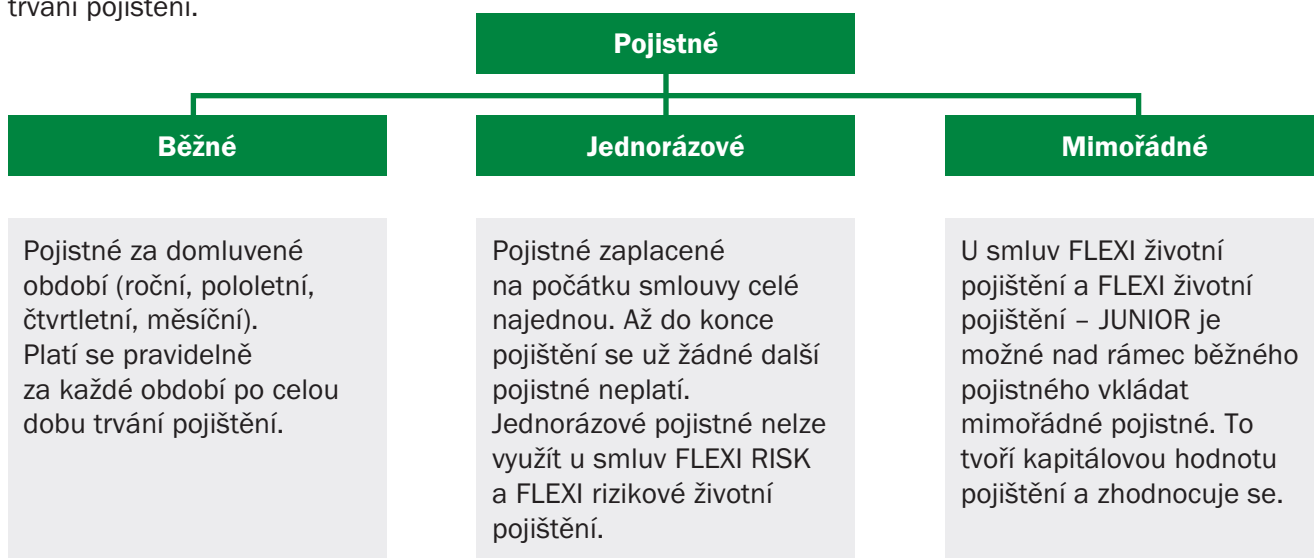 trvání pojištění.
Pojistné
Běžné
Pojistné za domluvené
období (roční, pololetní,
čtvrtletní, měsíční).
Platí se pravidelně
za každé období po celou
dobu trvání pojištění.
Jednorázové
Pojistné zaplacené
na počátku smlouvy celé
najednou. Až do konce
pojištění se už žádné další
pojistné neplatí.
Jednorázové pojistné nelze
využít u smluv FLEXI RISK
a FLEXI rizikové životní
pojištění.
Mimořádné
U smluv FLEXI životní
pojištění a FLEXI životní
pojištění – JUNIOR je
možné nad rámec běžného
pojistného vkládat
mimořádné pojistné. To
tvoří kapitálovou hodnotu
pojištění a zhodnocuje se.